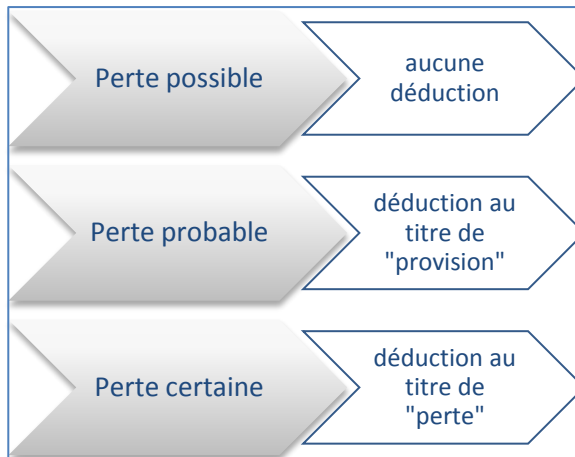 Perte possible
aucune
déduction
Perte probable
déduction au
titre de
"provision"
Perte certaine
déduction au
titre de
"perte"